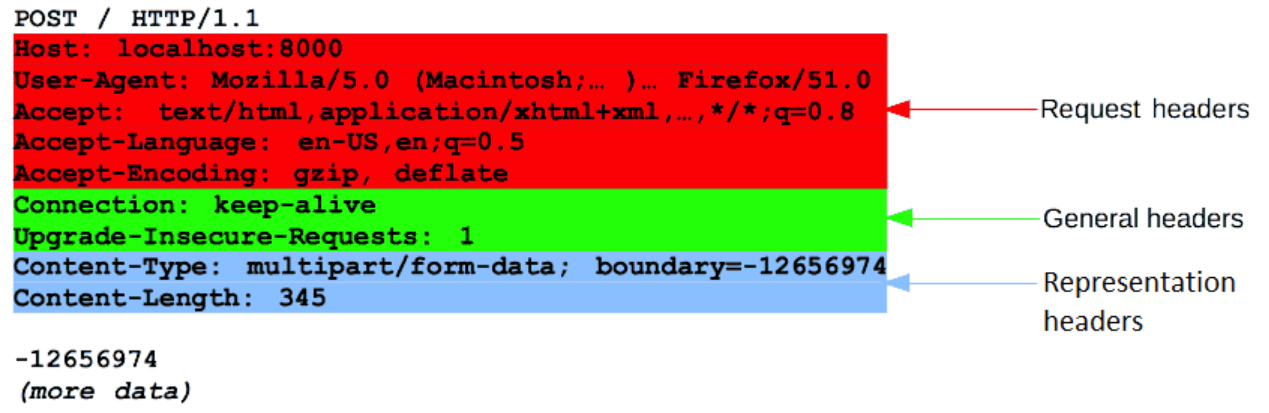 POST / HTTP/1.1
Host: localhost:8000
User-Agent: Mozilla/5.0 (Macintosh;… )… Firefox/51.0
Accept: text/html,application/xhtml+xml,…,*/*;q=0.8
Accept-Language: en-US,en;q=0.5
Accept-Encoding: gzip, deflate
Connection: keep-alive
Upgrade-Insecure-Requests: 1
Content-Type: multipart/form-data; boundary=-12656974
Content-Length: 345
-12656974
(more data)
Request headers
General headers
Representation
headers